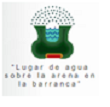 "Lugar de agua
sobre la arena en
la barranca"